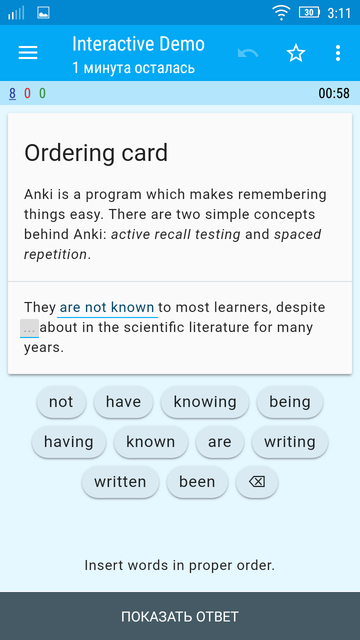 30 3:11
Interactive Demo
1 минута осталась
8 0 0 00:58
Ordering card
Anki is a program which makes remembering
things easy. There are two simple concepts
behind Anki: active recall testing and spaced
repetition.
They are not known to most learners, despite
... about in the scientific literature for many
years.
not have knowing being
having known are writing
written been
Insert words in proper order.
ПОКАЗАТЬ ОТВЕТ